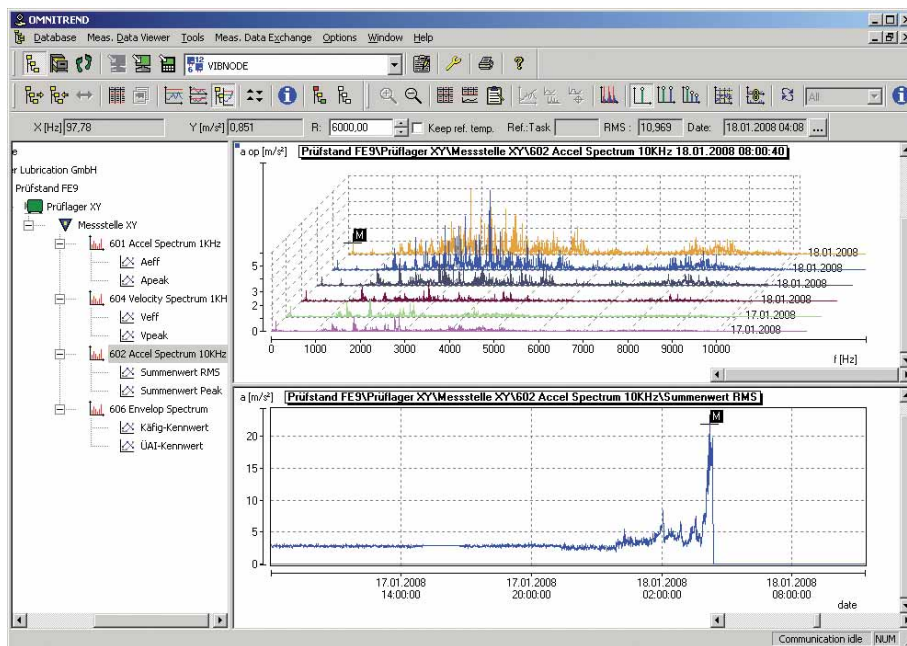 OMNITREND
Database Meas. Data Viewer Tools Meas. Data Exchange Options Window Help
VIBNODE
All
X [Hz] 97,78 Y [m/s²] 0,851 R: 6000,00 Keep ref. temp. Ref.:Task RMS : 10,969 Date: 18.01.2008 04:08 ...
e
r Lubrication GmbH
Prüfstand FE9
Prüflager XY
Messstelle XY
601 Accel Spectrum 1KHz
Aeff
Apeak
604 Velocity Spectrum 1KH
Veff
Vpeak
602 Accel Spectrum 10KHz
Summenwert RMS
Summenwert Peak
606 Envelop Spectrum
Käfig-Kennwert
ÜAI-Kennwert
a op [m/s²] Prüfstand FE9\Prüflager XY\Messstelle XY\602 Accel Spectrum 10KHz 18.01.2008 08:00:40
M
18.01.2008
5 18.01.2008
3 18.01.2008
2 18.01.2008
1 17.01.2008
0 17.01.2008
0 1000 2000 3000 4000 5000 6000 7000 8000 9000 10000
f [Hz]
a [m/s²] Prüfstand FE9\Prüflager XY\Messstelle XY\602 Accel Spectrum 10KHz\Summenwert RMS
M
20
15
10
5
0
17.01.2008 17.01.2008 18.01.2008 18.01.2008
14:00:00 20:00:00 02:00:00 08:00:00
date
Communication idle NUM